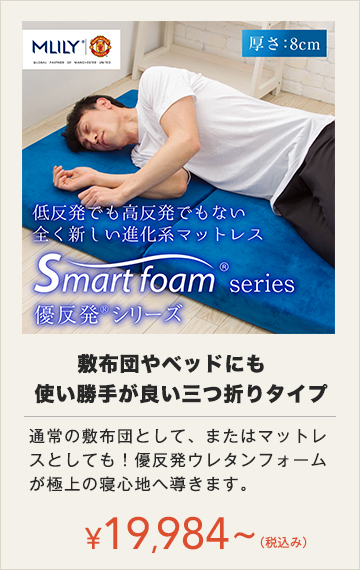 MLILY®
GLOBAL PARTNER OF MANCHESTER UNITED
厚さ:8cm
低反発でも高反発でもない
全く新しい進化系マットレス
Smart foam® series
優反発®シリーズ
敷布団やベッドにも
使い勝手が良い三つ折りタイプ
通常の敷布団として、またはマットレ
スとしても！優反発ウレタンフォーム
が極上の寝心地へ導きます。
¥19,984~(税込み)